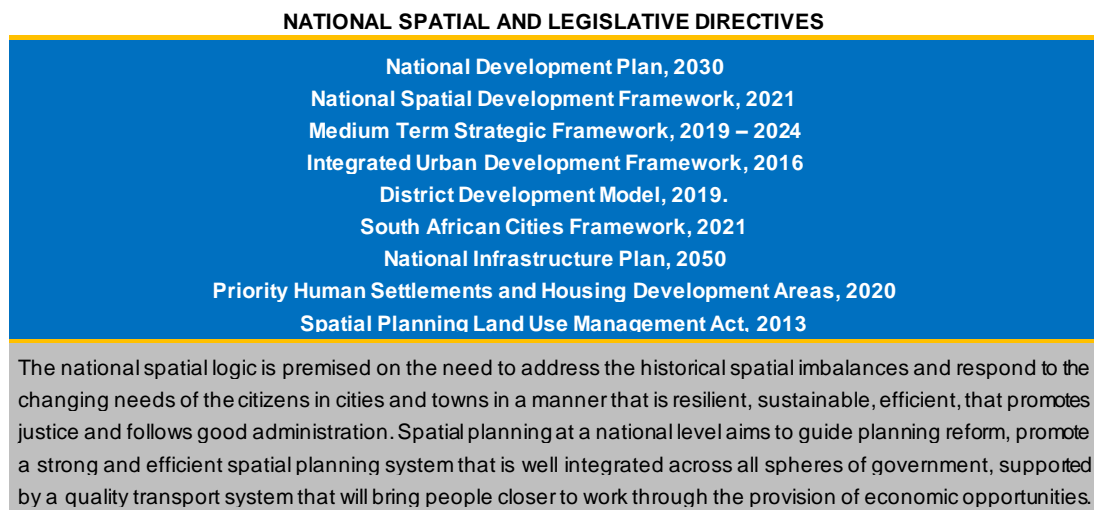 NATIONAL SPATIAL AND LEGISLATIVE DIRECTIVES
National Development Plan, 2030
National Spatial Development Framework, 2021
Medium Term Strategic Framework, 2019 – 2024
Integrated Urban Development Framework, 2016
District Development Model, 2019.
South African Cities Framework, 2021
National Infrastructure Plan, 2050
Priority Human Settlements and Housing Development Areas, 2020
Spatial Planning Land Use Management Act, 2013
The national spatial logic is premised on the need to address the historical spatial imbalances and respond to the
changing needs of the citizens in cities and towns in a manner that is resilient, sustainable, efficient, that promotes
justice and follows good administration. Spatial planning at a national level aims to guide planning reform, promote
a strong and efficient spatial planning system that is well integrated across all spheres of government, supported
by a quality transport system that will bring people closer to work through the provision of economic opportunities.